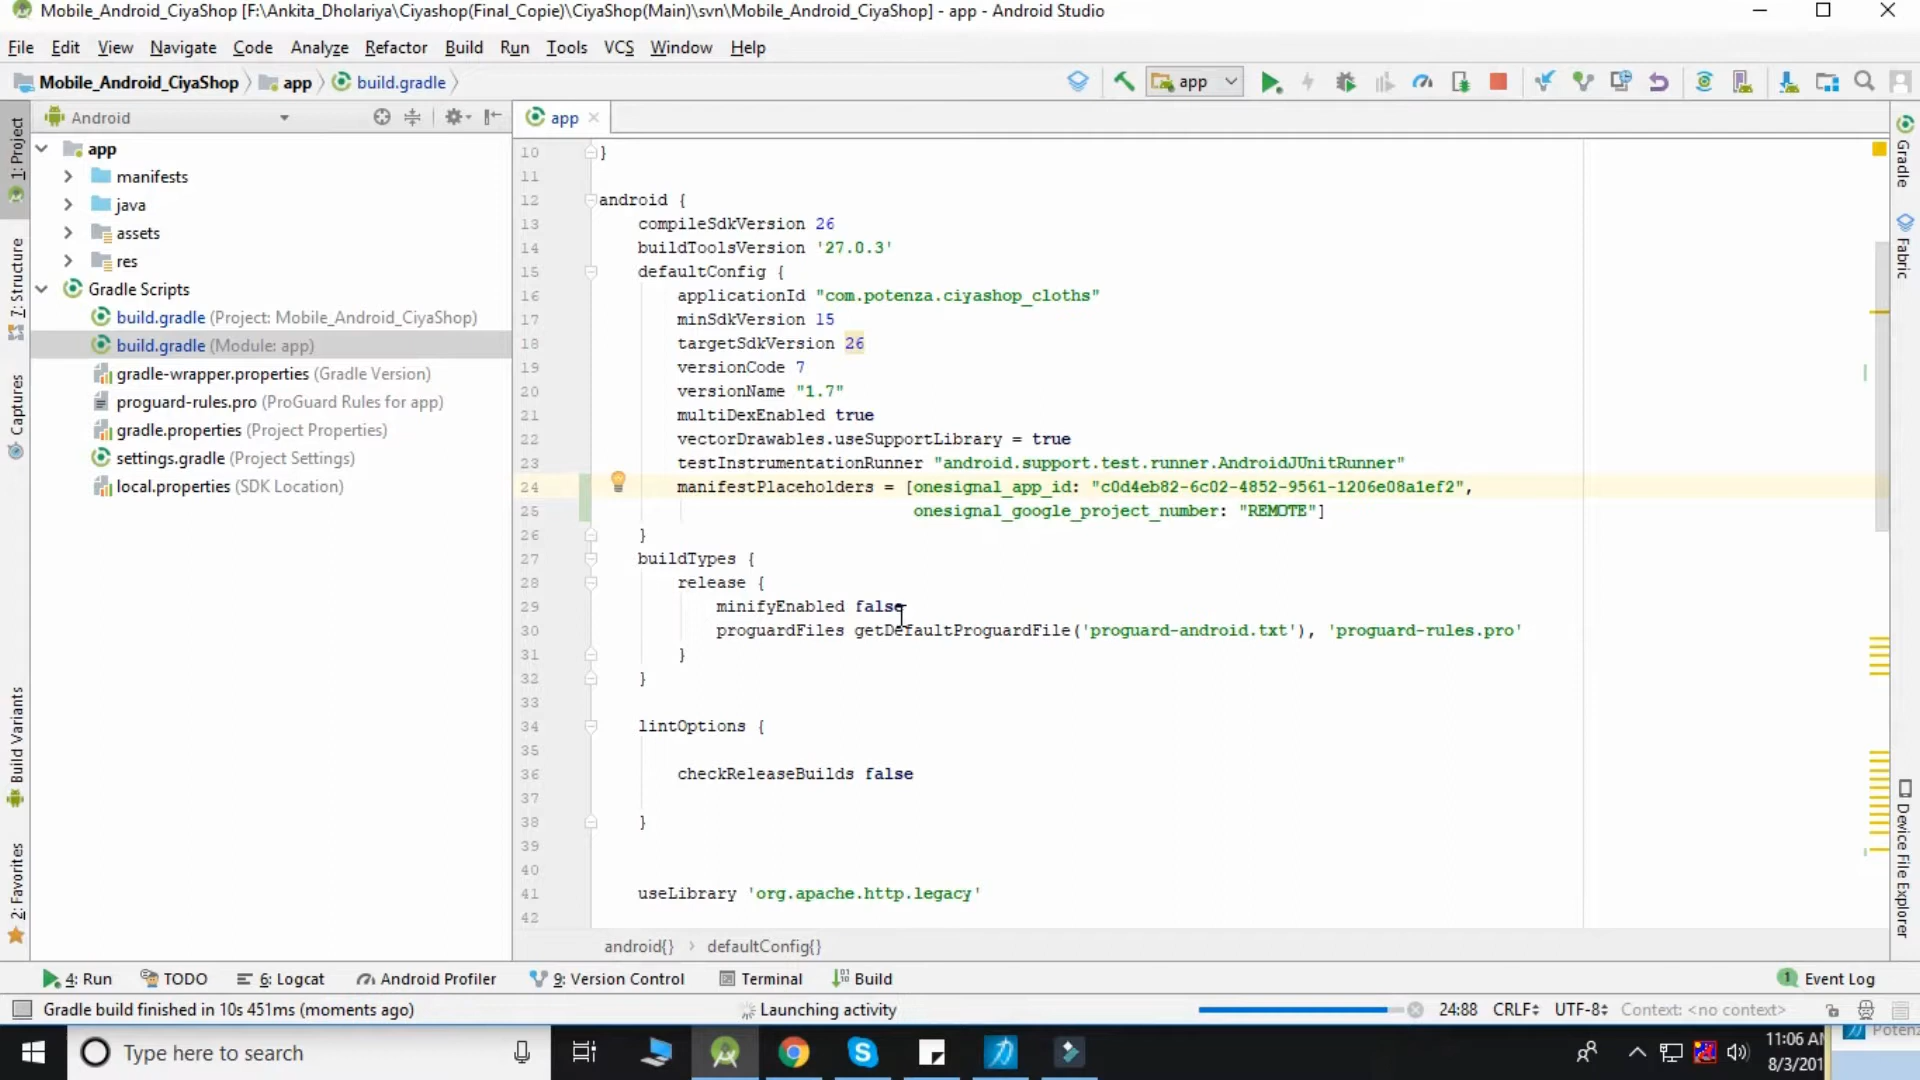 Mobile_Android_CiyaShop [F:\Ankita_Dholariya\Ciyashop(Final_Copie)\CiyaShop(Main)\svn\Mobile_Android_CiyaShop] - app - Android Studio
File Edit View Navigate Code Analyze Refactor Build Run Tools VCS Window Help
Mobile_Android_CiyaShop app build.gradle app
Android
app
1: Project
7: Structure
Captures
Build Variants
2: Favorites
app
manifests
java
assets
res
Gradle Scripts
build.gradle (Project: Mobile_Android_CiyaShop)
build.gradle (Module: app)
gradle-wrapper.properties (Gradle Version)
proguard-rules.pro (ProGuard Rules for app)
gradle.properties (Project Properties)
settings.gradle (Project Settings)
local.properties (SDK Location)
10 }
11
12 android {
13 compileSdkVersion 26
14 buildToolsVersion '27.0.3'
15 defaultConfig {
16 applicationId "com.potenza.ciyashop_cloths"
17 minSdkVersion 15
18 targetSdkVersion 26
19 versionCode 7
20 versionName "1.7"
21 multiDexEnabled true
22 vectorDrawables.useSupportLibrary = true
23 testInstrumentationRunner "android.support.test.runner.AndroidJUnitRunner"
24 manifestPlaceholders = [onesignal_app_id: "c0d4eb82-6c02-4852-9561-1206e08a1ef2",
25 onesignal_google_project_number: "REMOTE"]
26 }
27 buildTypes {
28 release {
29 minifyEnabled false
30 proguardFiles getDefaultProguardFile('proguard-android.txt'), 'proguard-rules.pro'
31 }
32 }
33
34 lintOptions {
35
36 checkReleaseBuilds false
37
38 }
39
40
41 useLibrary 'org.apache.http.legacy'
42
android{} defaultConfig{}
Gradle
Fabric
Device File Explorer
4: Run TODO 6: Logcat Android Profiler 9: Version Control Terminal Build 1 Event Log
Gradle build finished in 10s 451ms (moments ago) Launching activity 24:88 CRLF UTF-8 Context: <no context>
Type here to search
11:06 A
8/3/201
Potenz